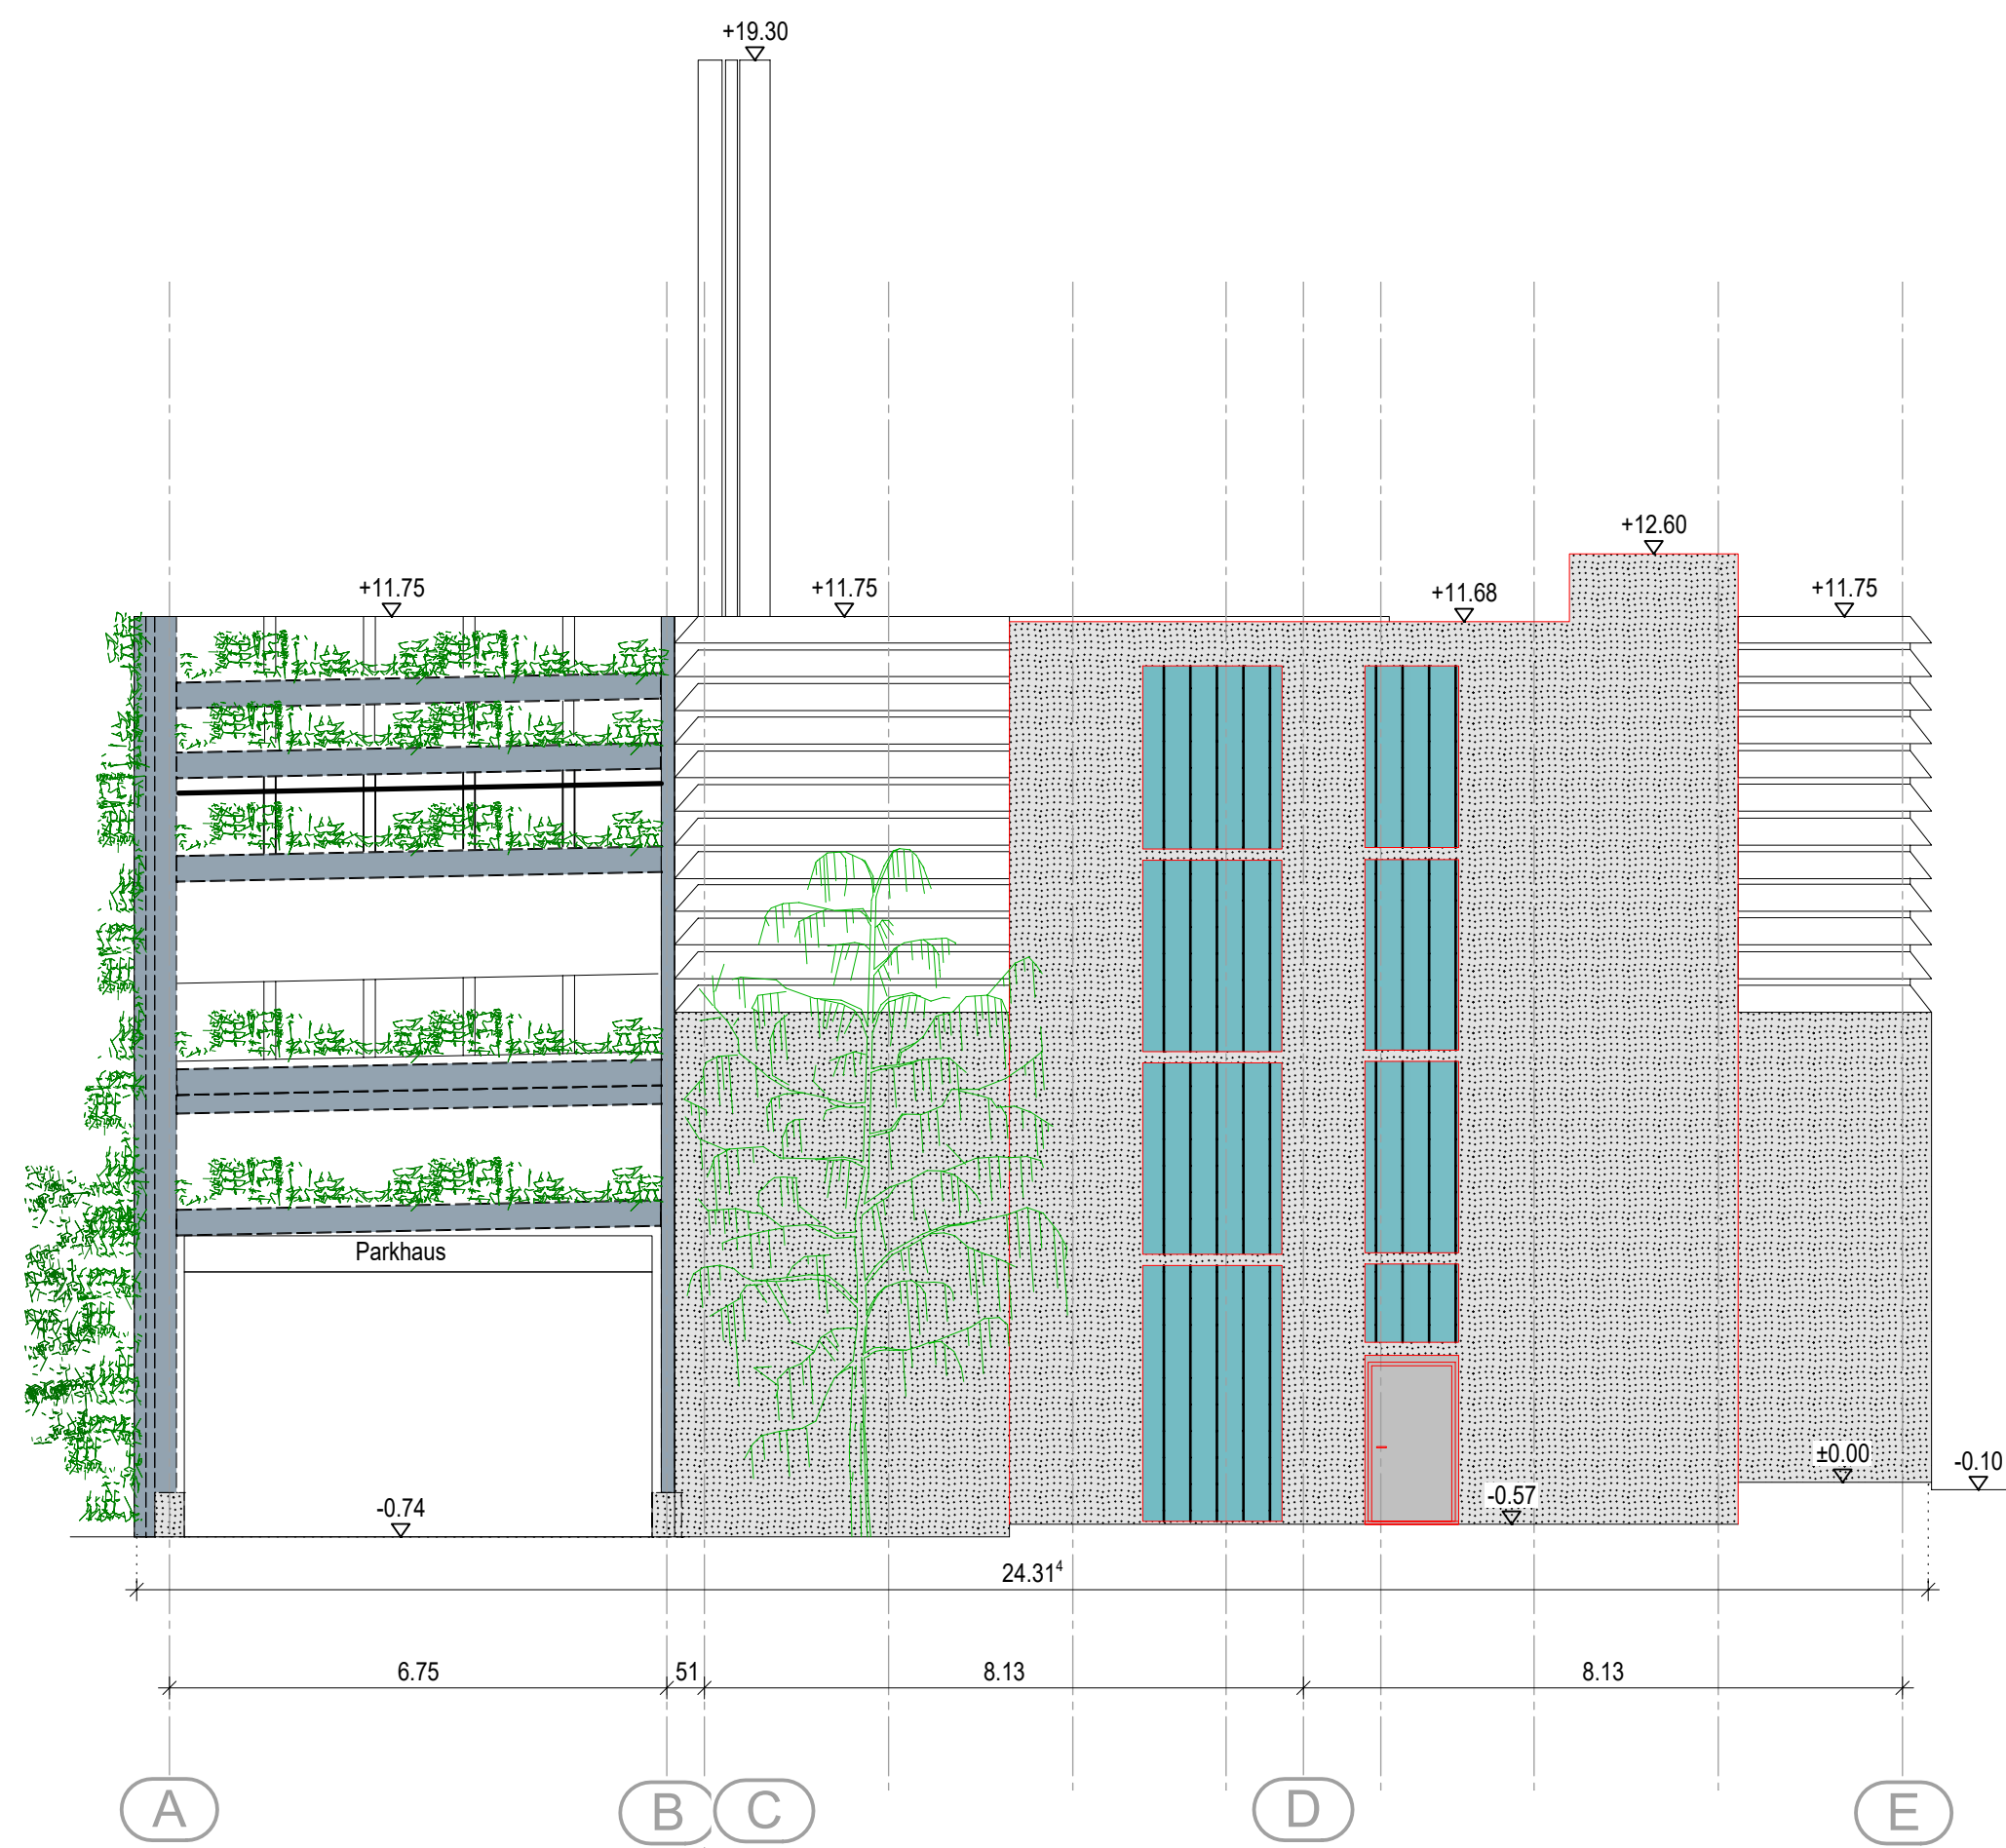 +19.30
+12.60
+11.75
+11.75
+11.68
+11.75
Parkhaus
±0.00
-0.10
-0.57
-0.74
24.31⁴
6.75
51
8.13
8.13
A
B
C
D
E